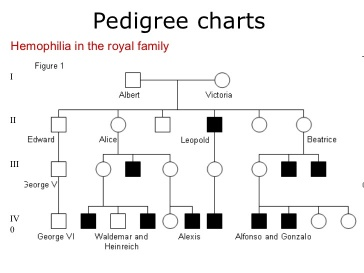 Pedigree charts
Hemophilia in the royal family
Figure 1
I
Albert
Victoria
II
Edward
Alice
Leopold
Beatrice
III
George V
IV
0
George VI
Waldemar and
Heinreich
Alexis
Alfonso and Gonzalo